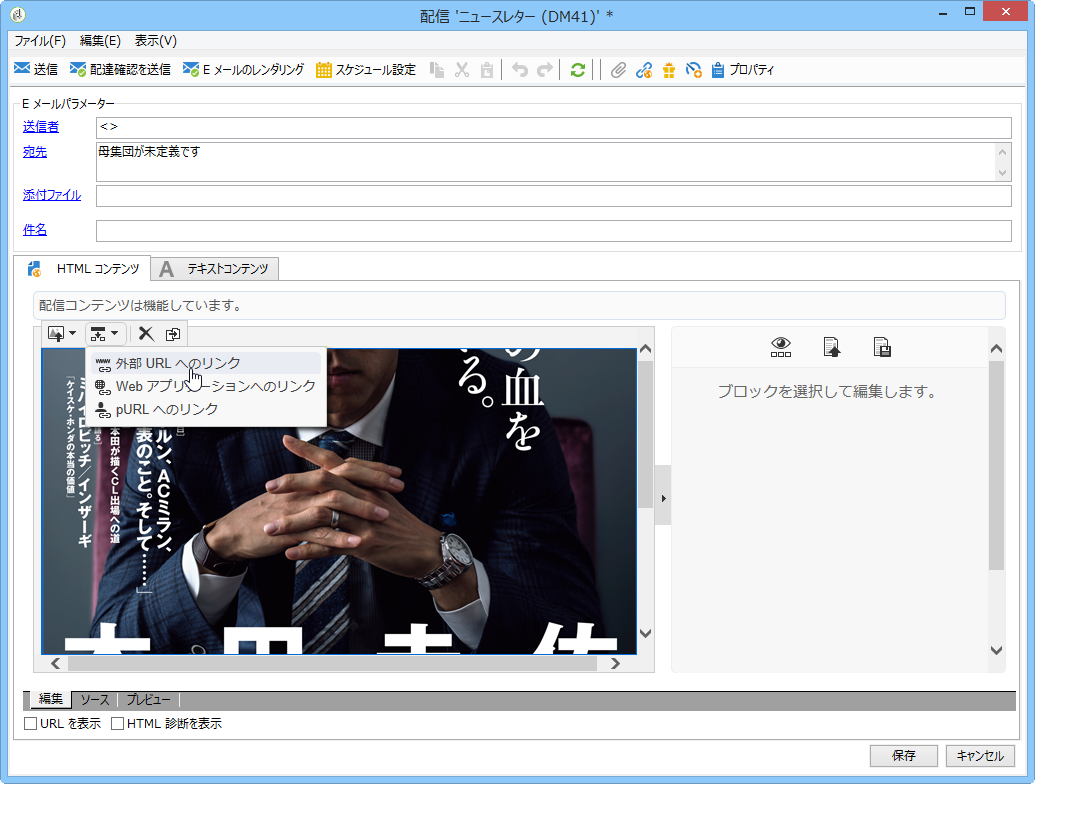 配信 'ニュースレター (DM41)' *
ファイル(F) 編集(E) 表示(V)
送信 配達確認を送信 E メールのレンダリング スケジュール設定 プロパティ
E メールパラメーター
送信者 <>
宛先 母集団が未定義です
添付ファイル
件名
HTML コンテンツ テキストコンテンツ
配信コンテンツは機能しています。
外部 URL へのリンク
Web アプリケーションへのリンク
pURL へのリンク
ブロックを選択して編集します。
の血を
る。
ルン、ACミラン、
表のこと。そして……」
本田が描くCL出場への道
ミハイロビッチ／インザーギ
「ケイスケ・ホンダの本当の価値」
編集 ソース プレビュー
URL を表示 HTML 診断を表示
保存 キャンセル